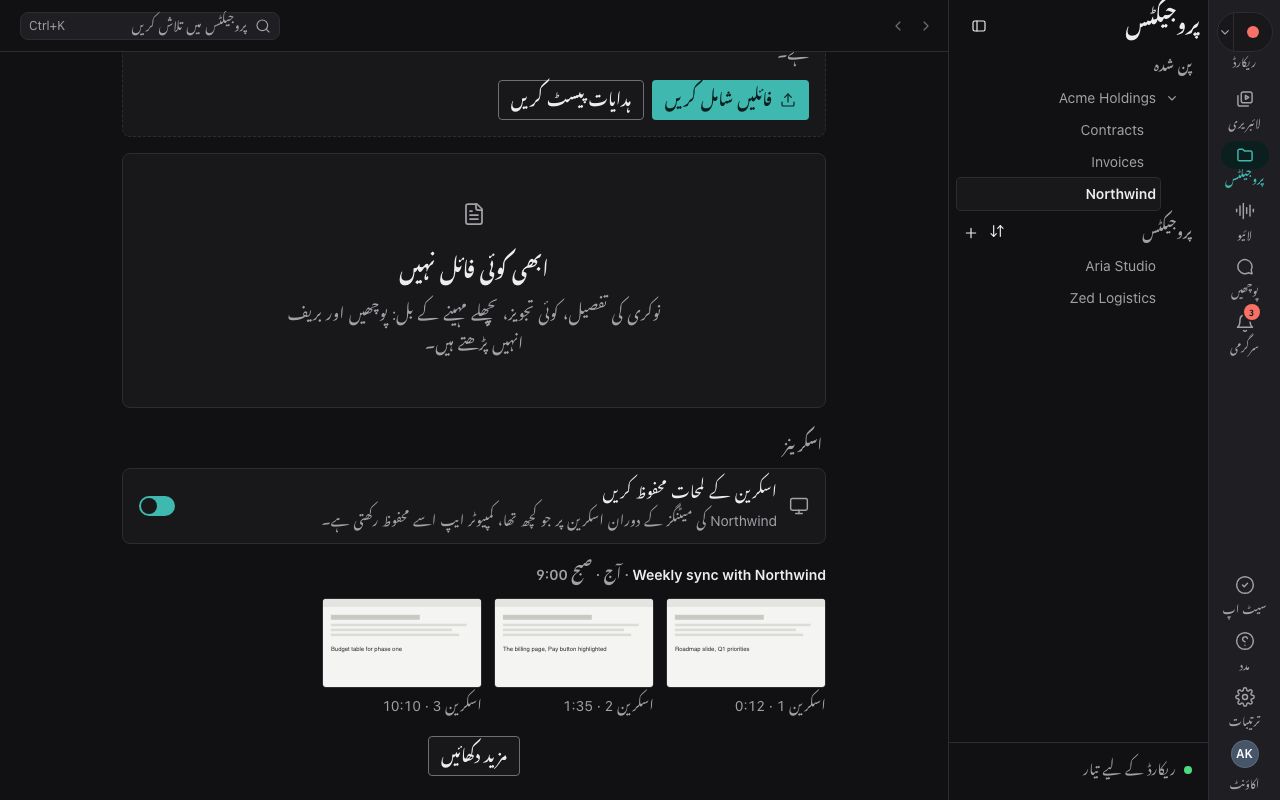 ریکارڈ
لائبریری
پروجیکٹس
لائیو
پوچھیں
3
سرگرمی
سیٹ اپ
مدد
ترتیبات
AK
اکاؤنٹ
پروجیکٹس
پن شدہ
Acme Holdings
Contracts
Invoices
Northwind
پروجیکٹس
Aria Studio
Zed Logistics
ریکارڈ کے لیے تیار
پروجیکٹس میں تلاش کریں
Ctrl+K
ہے۔
فائلیں شامل کریں
ہدایات پیسٹ کریں
ابھی کوئی فائل نہیں
نوکری کی تفصیل، کوئی تجویز، پچھلے مہینے کے بل: پوچھیں اور بریف
انہیں پڑھتے ہیں۔
اسکرینز
اسکرین کے لمحات محفوظ کریں
Northwind کی میٹنگز کے دوران اسکرین پر جو کچھ تھا، کمپیوٹر ایپ اسے محفوظ رکھتی ہے۔
Weekly sync with Northwind · آج · صبح 9:00
Roadmap slide, Q1 priorities
The billing page, Pay button highlighted
Budget table for phase one
اسکرین 1 · 0:12
اسکرین 2 · 1:35
اسکرین 3 · 10:10
مزید دکھائیں